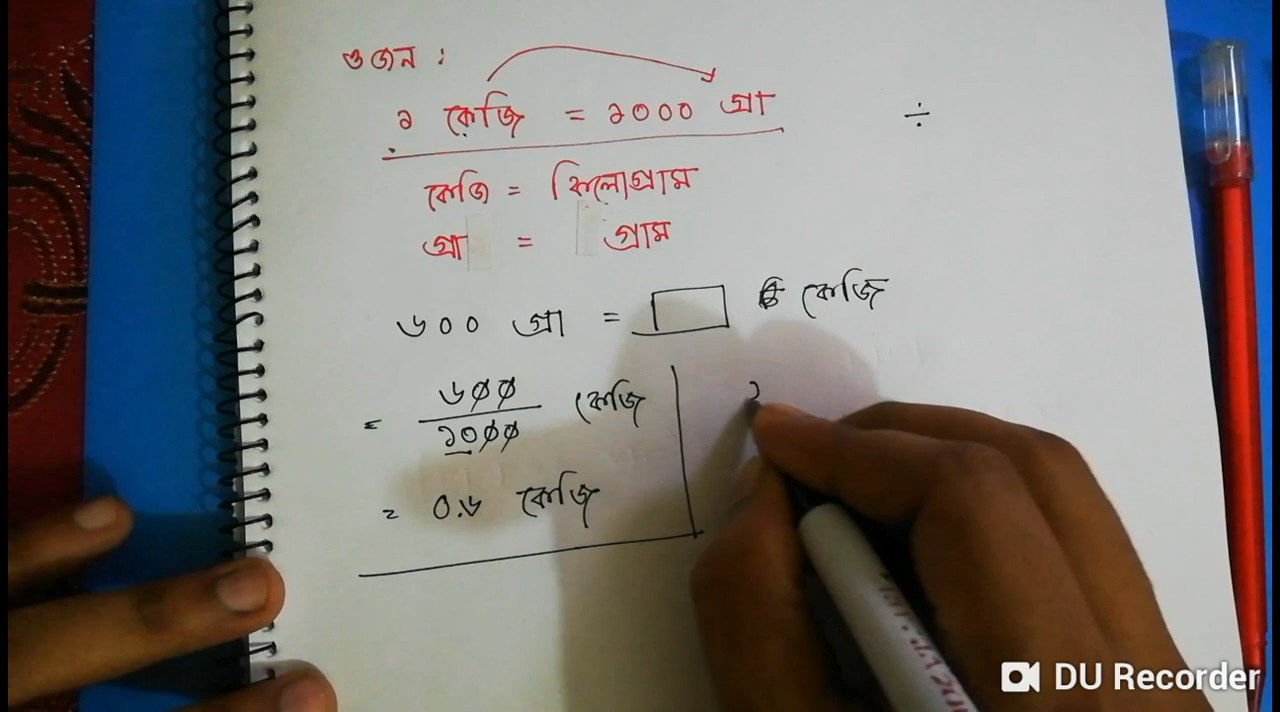 ওজন :
১ কেজি = ১০০০ গ্রা
÷
কেজি = কিলোগ্রাম
গ্রা = গ্রাম
৬০০ গ্রা = কেজি
= ৬০০
১০০০ কেজি
= ০.৬ কেজি
DU Recorder